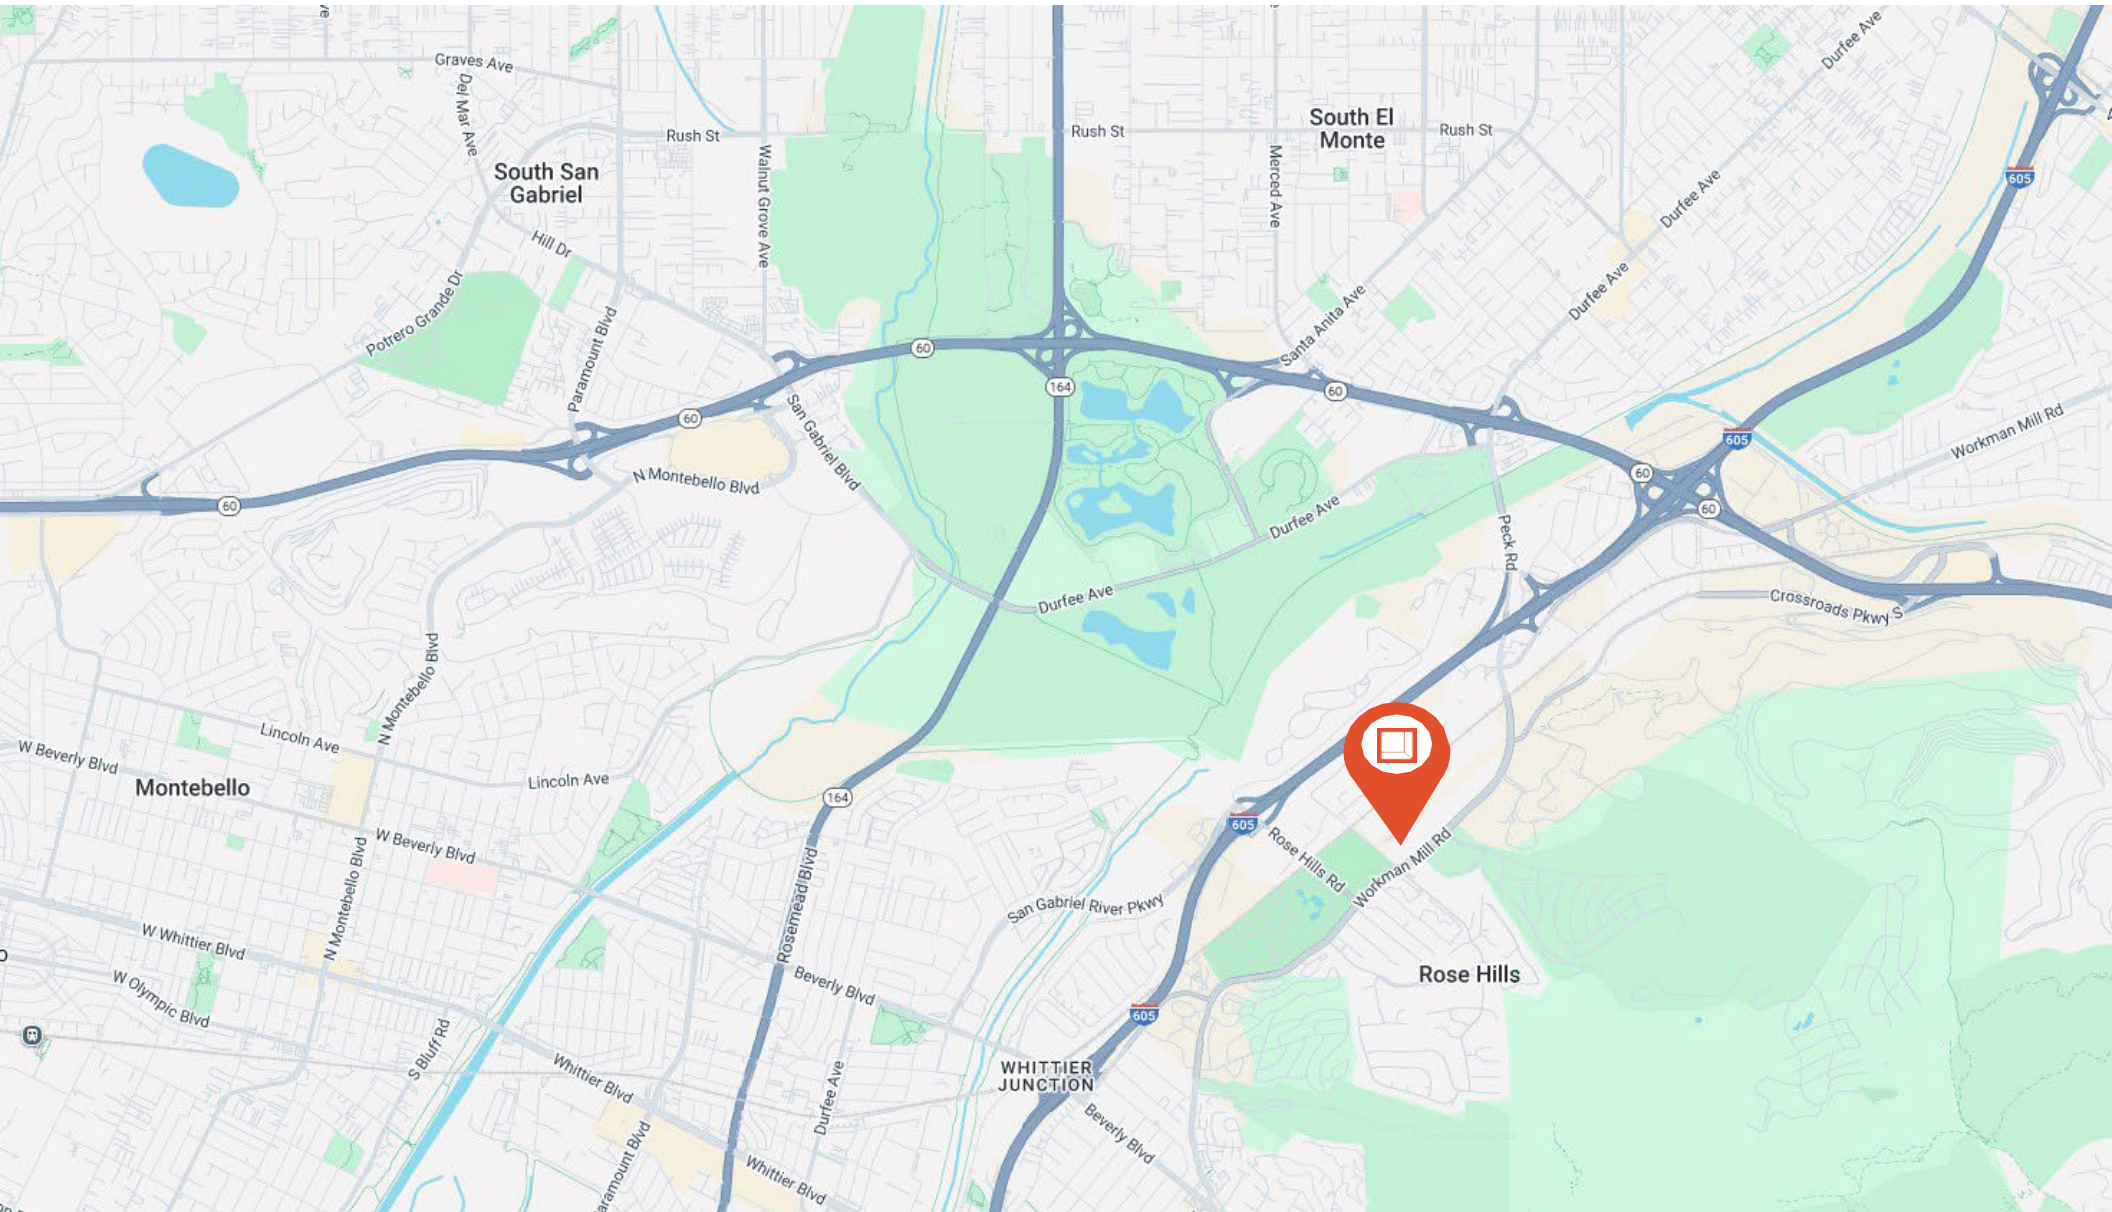 Graves Ave
Del Mar Ave
Durfee Ave
Rush St
Rush St
South El
Monte
Rush St
South San
Gabriel
Walnut Grove Ave
Merced Ave
605
Durfee Ave
Hill Dr
Potrero Grande Dr
Paramount Blvd
Durfee Ave
Santa Anita Ave
60
164
60
60
San Gabriel Blvd
605
Workman Mill Rd
60
N Montebello Blvd
60
60
Durfee Ave
Peck Rd
Durfee Ave
Crossroads Pkwy S
N Montebello Blvd
Lincoln Ave
W Beverly Blvd
Lincoln Ave
Montebello
164
605
Rose Hills Rd
Workman Mill Rd
W Beverly Blvd
N Montebello Blvd
Rosemead Blvd
San Gabriel River Pkwy
W Whittier Blvd
W Olympic Blvd
Beverly Blvd
Rose Hills
605
S Bluff Rd
Whittier Blvd
WHITTIER
JUNCTION
Durfee Ave
Beverly Blvd
aramount Blvd
Whittier Blvd